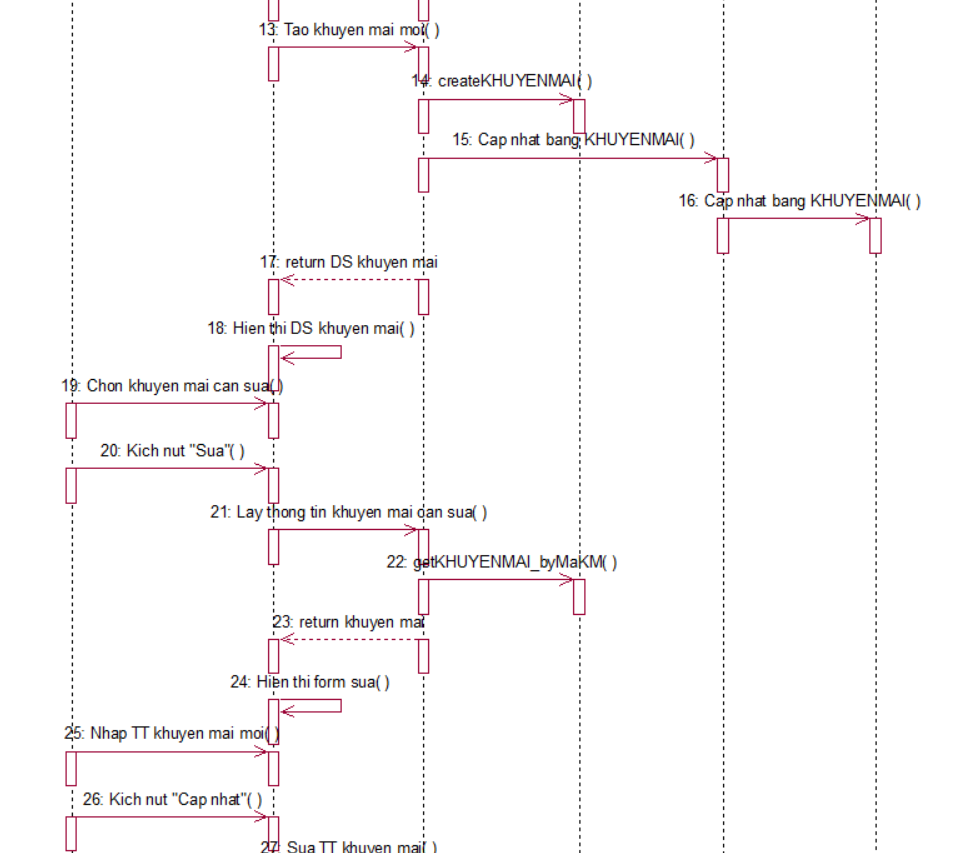 13: Tao khuyen mai moi( )
14: createKHUYENMAI( )
15: Cap nhat bang KHUYENMAI( )
16: Cap nhat bang KHUYENMAI( )
17: return DS khuyen mai
18: Hien thi DS khuyen mai( )
19: Chon khuyen mai can sua( )
20: Kich nut "Sua"( )
21: Lay thong tin khuyen mai can sua( )
22: getKHUYENMAI_byMaKM( )
23: return khuyen mai
24: Hien thi form sua( )
25: Nhap TT khuyen mai moi( )
26: Kich nut "Cap nhat"( )
27: Sua TT khuyen mai( )